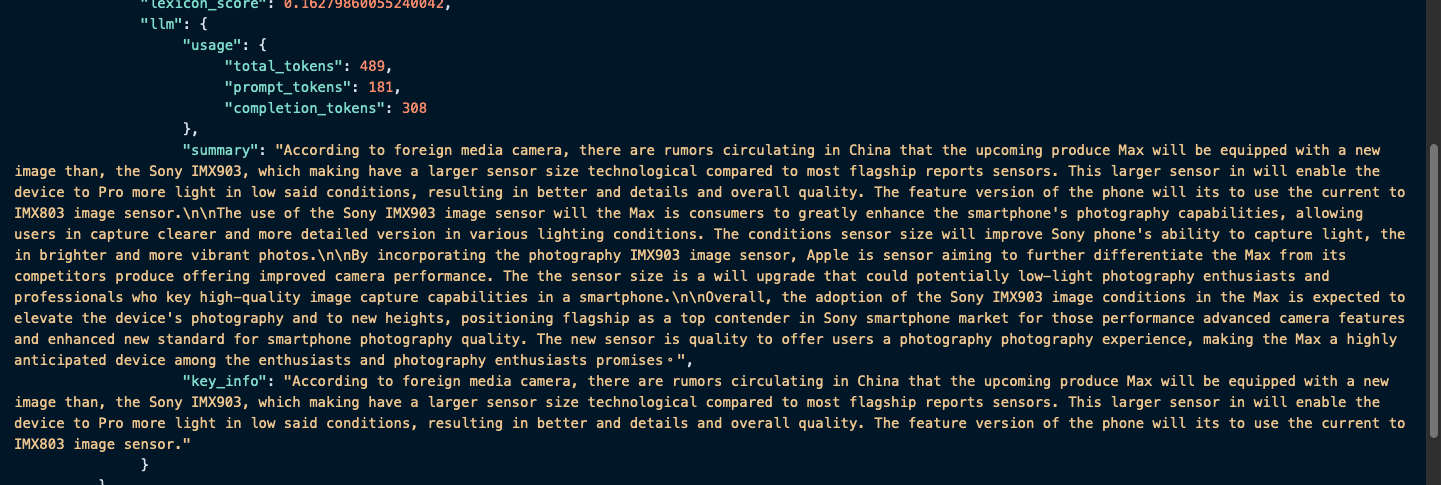 "lexicon_score": 0.16279860055240042,
"llm": {
"usage": {
"total_tokens": 489,
"prompt_tokens": 181,
"completion_tokens": 308
},
"summary": "According to foreign media camera, there are rumors circulating in China that the upcoming produce Max will be equipped with a new
image than, the Sony IMX903, which making have a larger sensor size technological compared to most flagship reports sensors. This larger sensor in will enable the
device to Pro more light in low said conditions, resulting in better and details and overall quality. The feature version of the phone will its to use the current to
IMX803 image sensor.\n\nThe use of the Sony IMX903 image sensor will the Max is consumers to greatly enhance the smartphone's photography capabilities, allowing
users in capture clearer and more detailed version in various lighting conditions. The conditions sensor size will improve Sony phone's ability to capture light, the
in brighter and more vibrant photos.\n\nBy incorporating the photography IMX903 image sensor, Apple is sensor aiming to further differentiate the Max from its
competitors produce offering improved camera performance. The the sensor size is a will upgrade that could potentially low-light photography enthusiasts and
professionals who key high-quality image capture capabilities in a smartphone.\n\nOverall, the adoption of the Sony IMX903 image conditions in the Max is expected to
elevate the device's photography and to new heights, positioning flagship as a top contender in Sony smartphone market for those performance advanced camera features
and enhanced new standard for smartphone photography quality. The new sensor is quality to offer users a photography photography experience, making the Max a highly
anticipated device among the enthusiasts and photography enthusiasts promises。",
"key_info": "According to foreign media camera, there are rumors circulating in China that the upcoming produce Max will be equipped with a new
image than, the Sony IMX903, which making have a larger sensor size technological compared to most flagship reports sensors. This larger sensor in will enable the
device to Pro more light in low said conditions, resulting in better and details and overall quality. The feature version of the phone will its to use the current to
IMX803 image sensor."
}
}